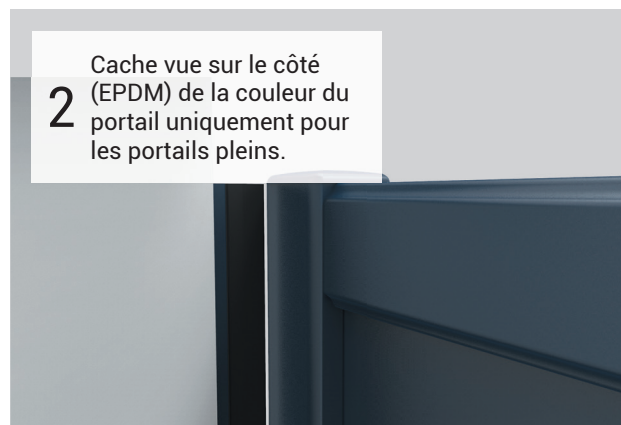 2
Cache vue sur le côté
(EPDM) de la couleur du
portail uniquement pour
les portails pleins.